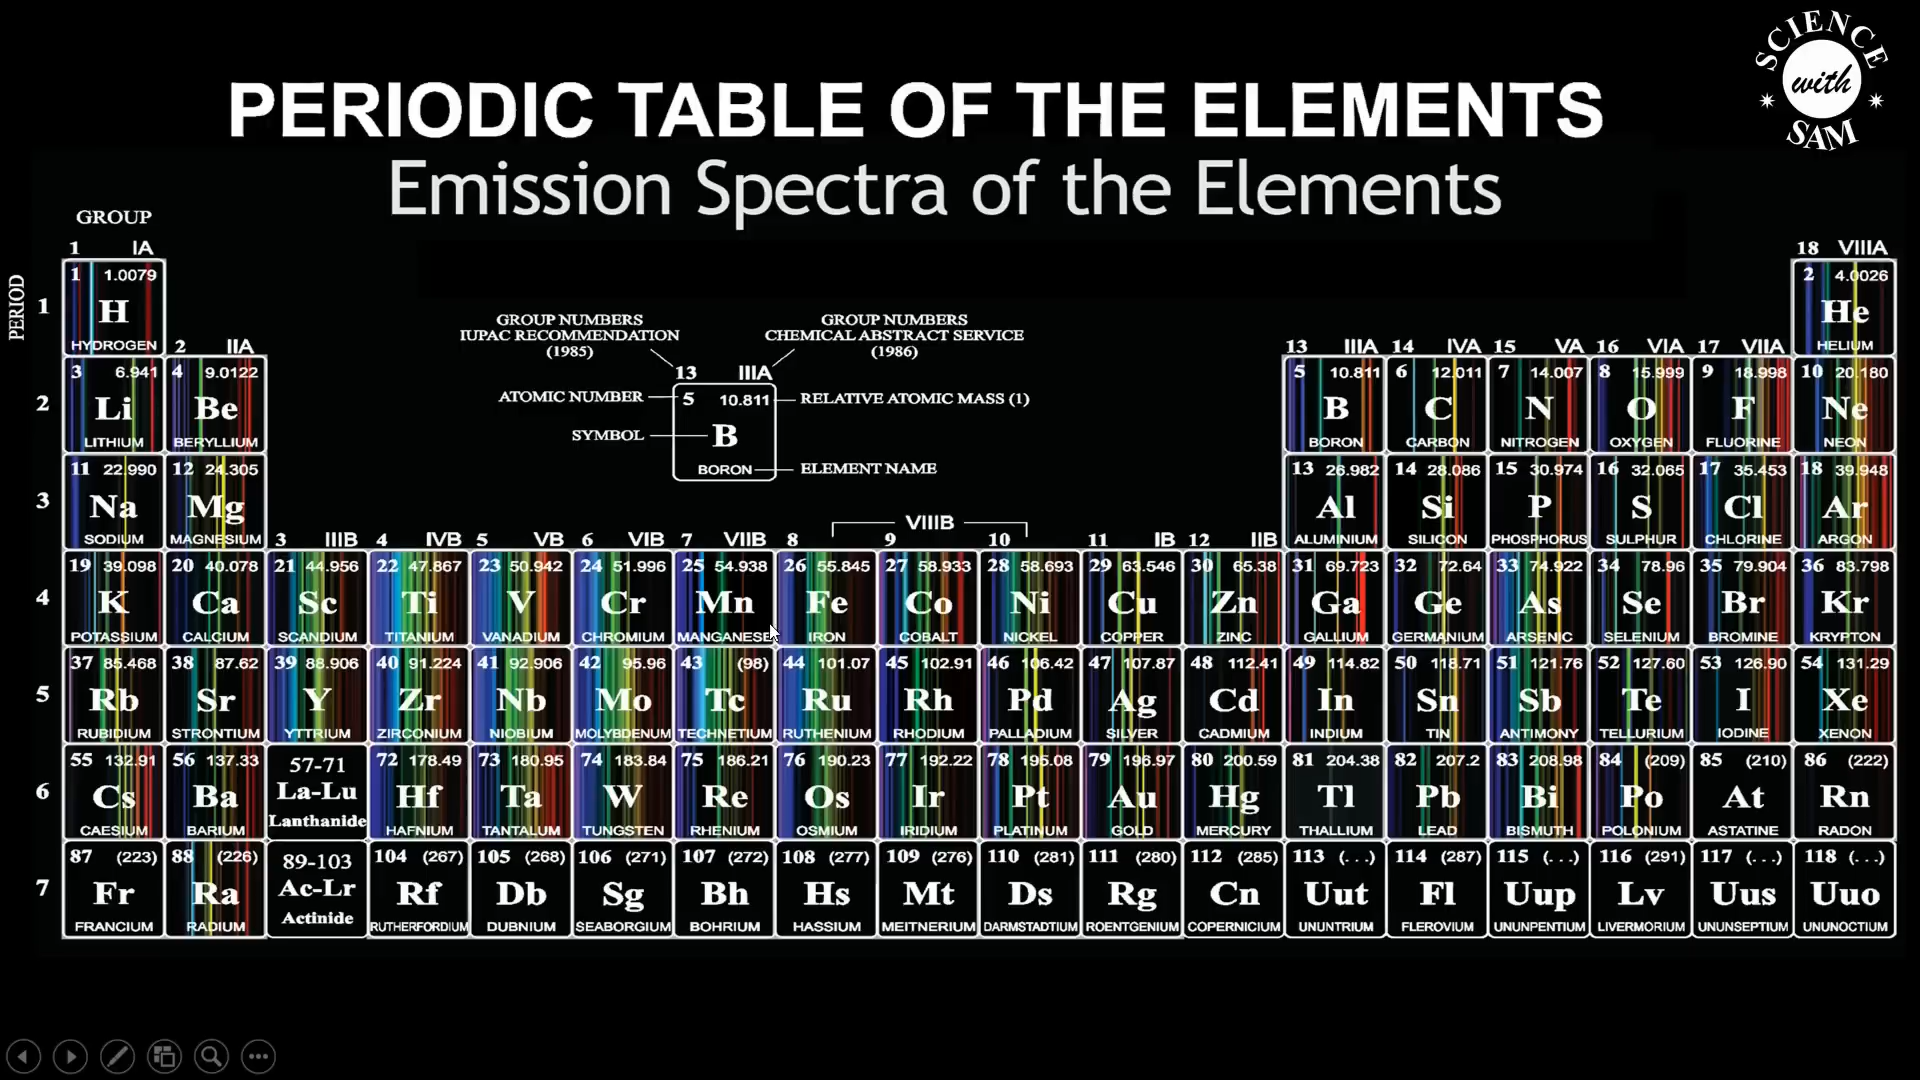 SCIENCE
with
SAM
PERIODIC TABLE OF THE ELEMENTS
Emission Spectra of the Elements
GROUP
PERIOD
1 IA
18 VIIIA
1
1 1.0079
H
HYDROGEN
2 4.0026
He
HELIUM
GROUP NUMBERS
IUPAC RECOMMENDATION
(1985)
GROUP NUMBERS
CHEMICAL ABSTRACT SERVICE
(1986)
13 IIIA
ATOMIC NUMBER
5 10.811
RELATIVE ATOMIC MASS (1)
SYMBOL
B
BORON
ELEMENT NAME
2 IIA
13 IIIA 14 IVA 15 VA 16 VIA 17 VIIA
2
3 6.941 4 9.0122 5 10.811 6 12.011 7 14.007 8 15.999 9 18.998 10 20.180
Li Be B C N O F Ne
LITHIUM BERYLLIUM BORON CARBON NITROGEN OXYGEN FLUORINE NEON
3
11 22.990 12 24.305 13 26.982 14 28.086 15 30.974 16 32.065 17 35.453 18 39.948
Na Mg Al Si P S Cl Ar
SODIUM MAGNESIUM ALUMINIUM SILICON PHOSPHORUS SULPHUR CHLORINE ARGON
VIIIB
3 IIIB 4 IVB 5 VB 6 VIB 7 VIIB 8 9 10 11 IB 12 IIB
4
19 39.098 20 40.078 21 44.956 22 47.867 23 50.942 24 51.996 25 54.938 26 55.845 27 58.933 28 58.693 29 63.546 30 65.38 31 69.723 32 72.64 33 74.922 34 78.96 35 79.904 36 83.798
K Ca Sc Ti V Cr Mn Fe Co Ni Cu Zn Ga Ge As Se Br Kr
POTASSIUM CALCIUM SCANDIUM TITANIUM VANADIUM CHROMIUM MANGANESE IRON COBALT NICKEL COPPER ZINC GALLIUM GERMANIUM ARSENIC SELENIUM BROMINE KRYPTON
5
37 85.468 38 87.62 39 88.906 40 91.224 41 92.906 42 95.96 43 (98) 44 101.07 45 102.91 46 106.42 47 107.87 48 112.41 49 114.82 50 118.71 51 121.76 52 127.60 53 126.90 54 131.29
Rb Sr Y Zr Nb Mo Tc Ru Rh Pd Ag Cd In Sn Sb Te I Xe
RUBIDIUM STRONTIUM YTTRIUM ZIRCONIUM NIOBIUM MOLYBDENUM TECHNETIUM RUTHENIUM RHODIUM PALLADIUM SILVER CADMIUM INDIUM TIN ANTIMONY TELLURIUM IODINE XENON
6
55 132.91 56 137.33 57-71 72 178.49 73 180.95 74 183.84 75 186.21 76 190.23 77 192.22 78 195.08 79 196.97 80 200.59 81 204.38 82 207.2 83 208.98 84 (209) 85 (210) 86 (222)
Cs Ba La-Lu Hf Ta W Re Os Ir Pt Au Hg Tl Pb Bi Po At Rn
CAESIUM BARIUM Lanthanide HAFNIUM TANTALUM TUNGSTEN RHENIUM OSMIUM IRIDIUM PLATINUM GOLD MERCURY THALLIUM LEAD BISMUTH POLONIUM ASTATINE RADON
7
87 (223) 88 (226) 89-103 104 (267) 105 (268) 106 (271) 107 (272) 108 (277) 109 (276) 110 (281) 111 (280) 112 (285) 113 (...) 114 (287) 115 (...) 116 (291) 117 (...) 118 (...)
Fr Ra Ac-Lr Rf Db Sg Bh Hs Mt Ds Rg Cn Uut Fl Uup Lv Uus Uuo
FRANCIUM RADIUM Actinide RUTHERFORDIUM DUBNIUM SEABORGIUM BOHRIUM HASSIUM MEITNERIUM DARMSTADTIUM ROENTGENIUM COPERNICIUM UNUNTRIUM FLEROVIUM UNUNPENTIUM LIVERMORIUM UNUNSEPTIUM UNUNOCTIUM